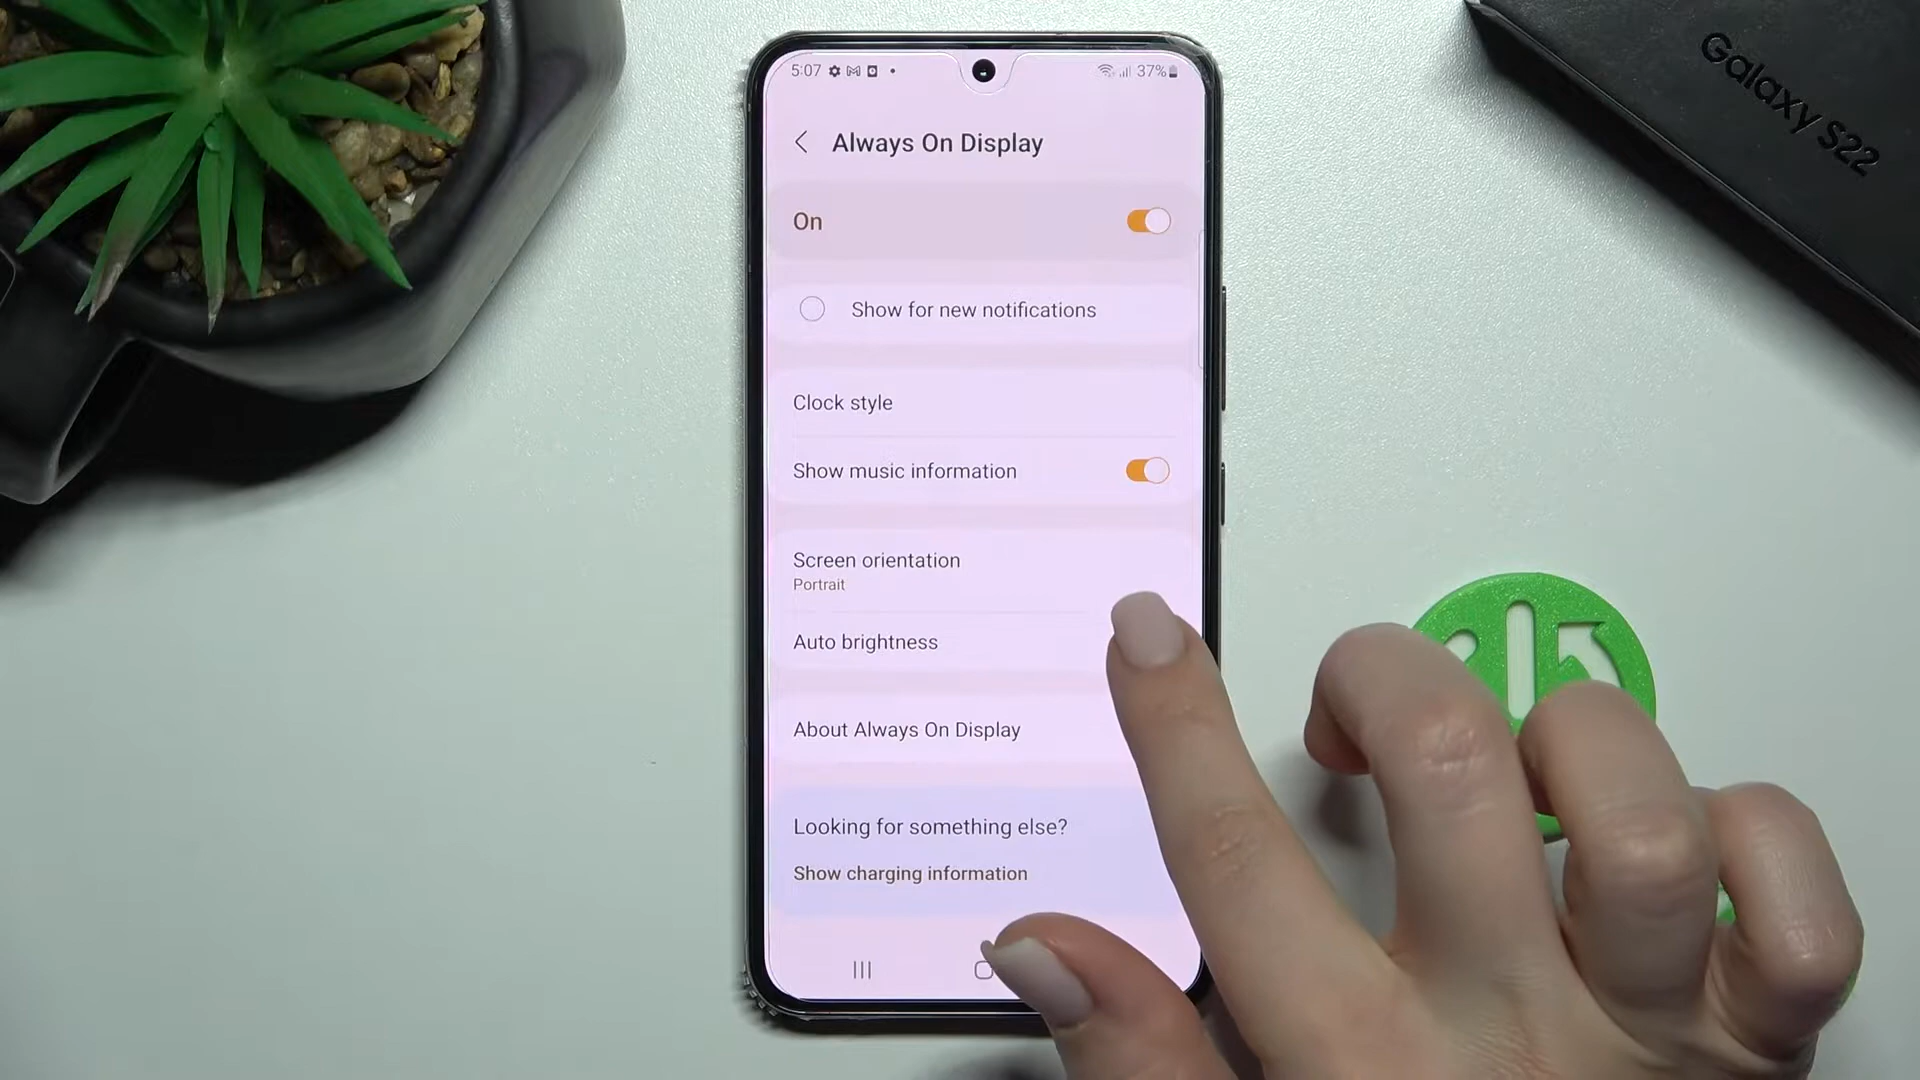 5:07
37%
Always On Display
On
Show for new notifications
Clock style
Show music information
Screen orientation
Portrait
Auto brightness
About Always On Display
Looking for something else?
Show charging information
Galaxy S22